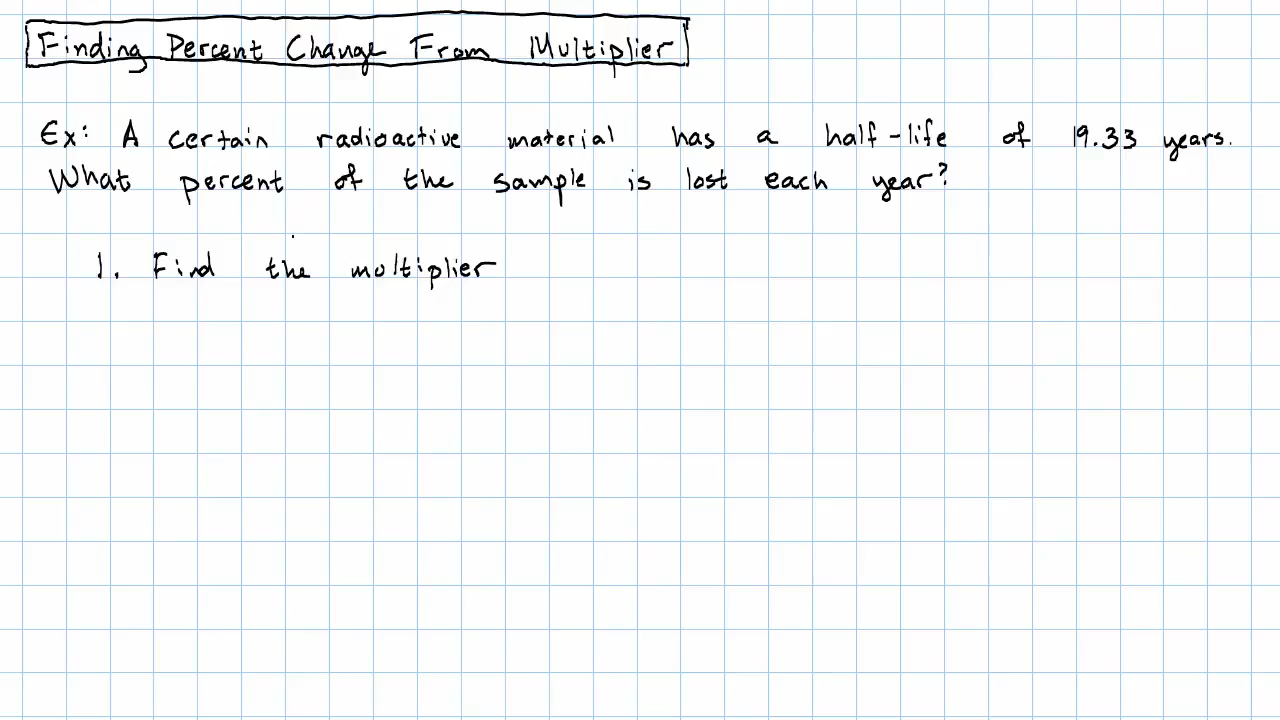 Finding Percent Change From Multiplier
Ex: A certain radioactive material has a half-life of 19.33 years.
What percent of the sample is lost each year?
1. Find the multiplier